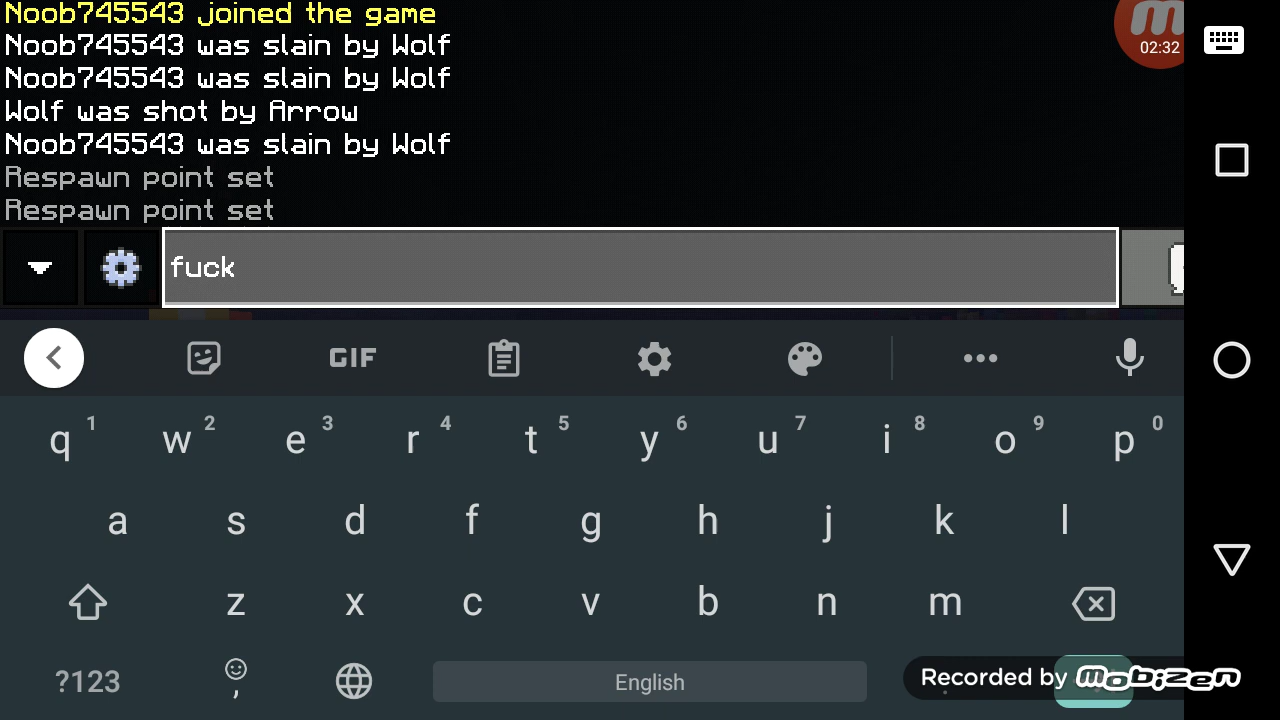 Noob745543 joined the game
Noob745543 was slain by Wolf
Noob745543 was slain by Wolf
Wolf was shot by Arrow
Noob745543 was slain by Wolf
Respawn point set
Respawn point set
02:32
fuck
GIF
q 1 w 2 e 3 r 4 t 5 y 6 u 7 i 8 o 9 p 0
a s d f g h j k l
z x c v b n m
?123 , English
Recorded by mobizen